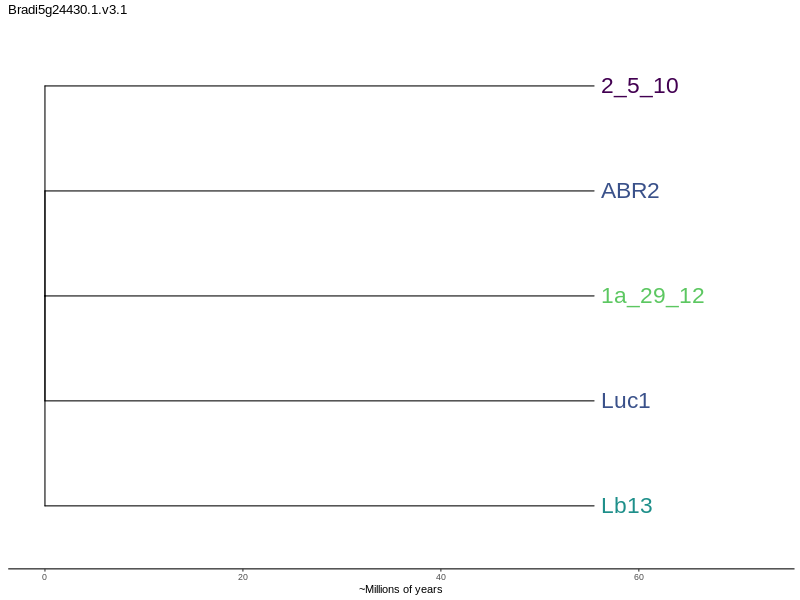 Bradi5g24430.1.v3.1
2_5_10
ABR2
1a_29_12
Luc1
Lb13
0 20 40 60
~Millions of years